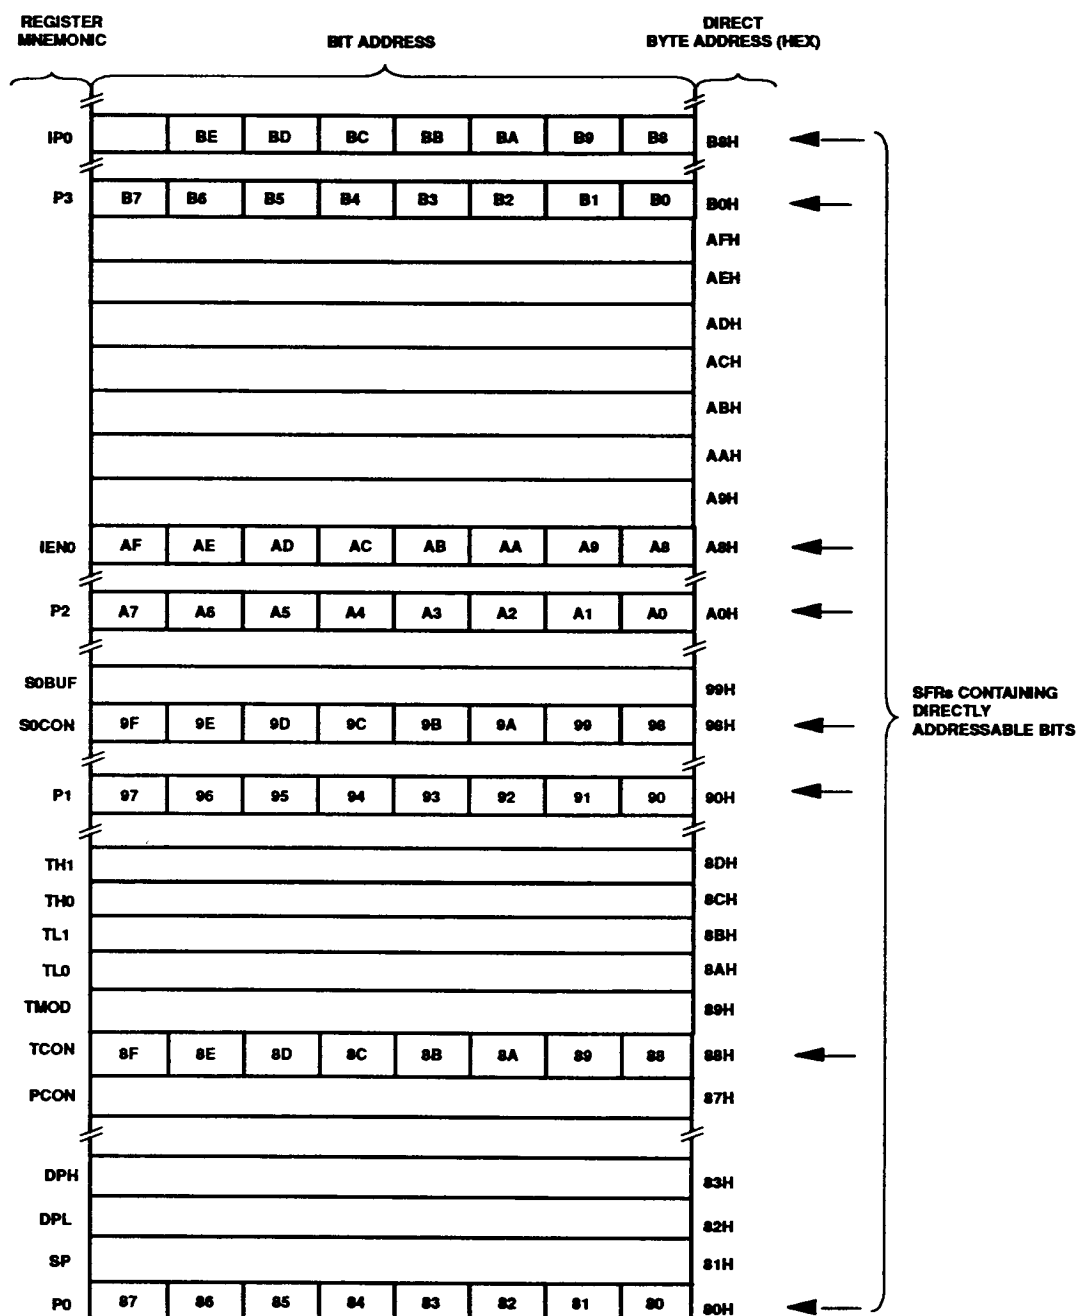 REGISTER MNEMONIC
BIT ADDRESS
DIRECT BYTE ADDRESS (HEX)
IP0 BE BD BC BB BA B9 B8 B8H
P3 B7 B6 B5 B4 B3 B2 B1 B0 B0H
AFH
AEH
ADH
ACH
ABH
AAH
A9H
IEN0 AF AE AD AC AB AA A9 A8 A8H
P2 A7 A6 A5 A4 A3 A2 A1 A0 A0H
S0BUF 99H
S0CON 9F 9E 9D 9C 9B 9A 99 98 98H
P1 97 96 95 94 93 92 91 90 90H
TH1 8DH
TH0 8CH
TL1 8BH
TL0 8AH
TMOD 89H
TCON 8F 8E 8D 8C 8B 8A 89 88 88H
PCON 87H
DPH 83H
DPL 82H
SP 81H
P0 87 86 85 84 83 82 81 80 80H
SFRs CONTAINING
DIRECTLY
ADDRESSABLE BITS